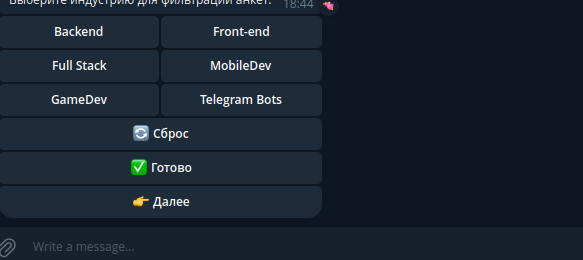 Выберите индустрию для фильтрации анкет.
18:44
Backend
Front-end
Full Stack
MobileDev
GameDev
Telegram Bots
Сброс
Готово
Далее
Write a message...